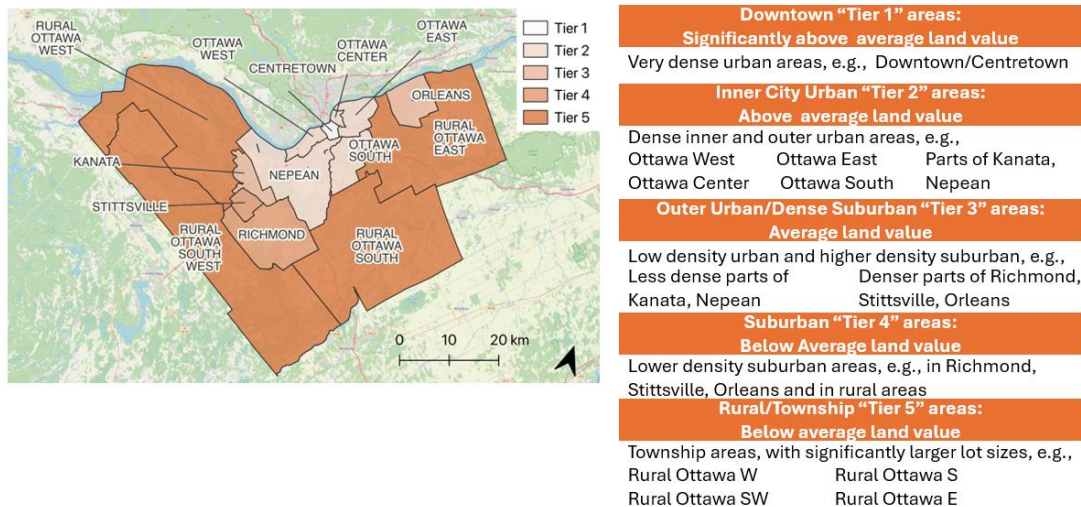 RURAL
OTTAWA
WEST
OTTAWA
WEST
CENTRETOWN
OTTAWA
CENTER
OTTAWA
EAST
ORLEANS
RURAL
OTTAWA
EAST
OTTAWA
SOUTH
KANATA
NEPEAN
STITTSVILLE
RICHMOND
RURAL
OTTAWA
SOUTH
WEST
RURAL
OTTAWA
SOUTH
Tier 1
Tier 2
Tier 3
Tier 4
Tier 5
0 10 20 km
Downtown “Tier 1” areas:
Significantly above average land value
Very dense urban areas, e.g., Downtown/Centretown
Inner City Urban “Tier 2” areas:
Above average land value
Dense inner and outer urban areas, e.g.,
Ottawa West Ottawa East Parts of Kanata,
Ottawa Center Ottawa South Nepean
Outer Urban/Dense Suburban “Tier 3” areas:
Average land value
Low density urban and higher density suburban, e.g.,
Less dense parts of Denser parts of Richmond,
Kanata, Nepean Stittsville, Orleans
Suburban “Tier 4” areas:
Below Average land value
Lower density suburban areas, e.g., in Richmond,
Stittsville, Orleans and in rural areas
Rural/Township “Tier 5” areas:
Below average land value
Township areas, with significantly larger lot sizes, e.g.,
Rural Ottawa W Rural Ottawa S
Rural Ottawa SW Rural Ottawa E